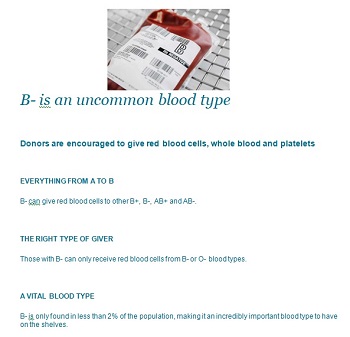 B
B- is an uncommon blood type
Donors are encouraged to give red blood cells, whole blood and platelets
EVERYTHING FROM A TO B
B- can give red blood cells to other B+, B-, AB+ and AB-.
THE RIGHT TYPE OF GIVER
Those with B- can only receive red blood cells from B- or O- blood types.
A VITAL BLOOD TYPE
B- is only found in less than 2% of the population, making it an incredibly important blood type to have
on the shelves.